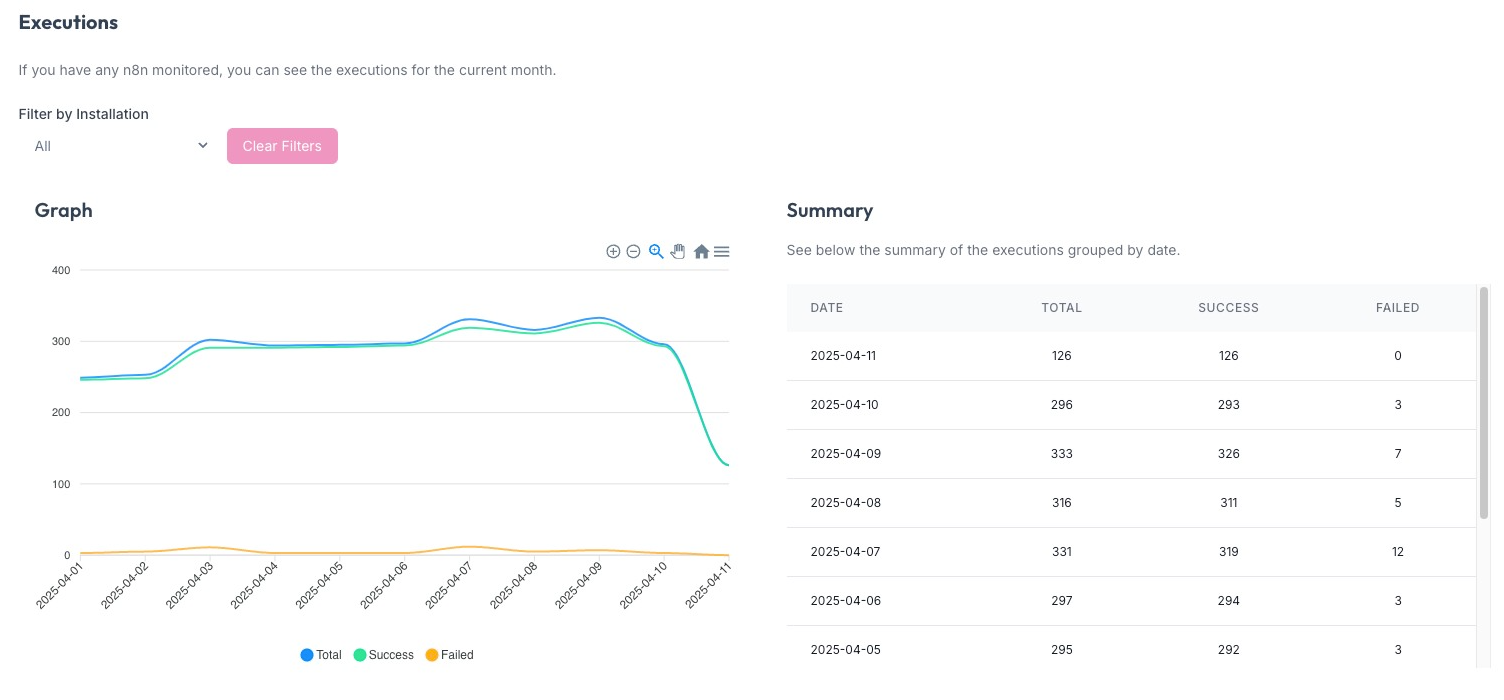 Executions
If you have any n8n monitored, you can see the executions for the current month.
Filter by Installation
All
Clear Filters
Graph
400
300
200
100
0
2025-04-01
2025-04-02
2025-04-03
2025-04-04
2025-04-05
2025-04-06
2025-04-07
2025-04-08
2025-04-09
2025-04-10
2025-04-11
Total Success Failed
Summary
See below the summary of the executions grouped by date.
DATE TOTAL SUCCESS FAILED
2025-04-11 126 126 0
2025-04-10 296 293 3
2025-04-09 333 326 7
2025-04-08 316 311 5
2025-04-07 331 319 12
2025-04-06 297 294 3
2025-04-05 295 292 3